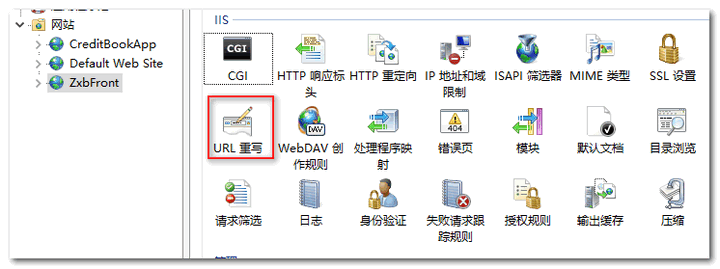 网站
CreditBookApp
Default Web Site
ZxbFront
IIS
CGI
CGI
HTTP 响应标
头
HTTP 重定向
IP 地址和域
限制
ISAPI 筛选器
MIME 类型
SSL 设置
URL 重写
DAV
WebDAV 创
作规则
处理程序映
射
404
错误页
模块
默认文档
目录浏览
请求筛选
日志
身份验证
失败请求跟
踪规则
授权规则
输出缓存
压缩